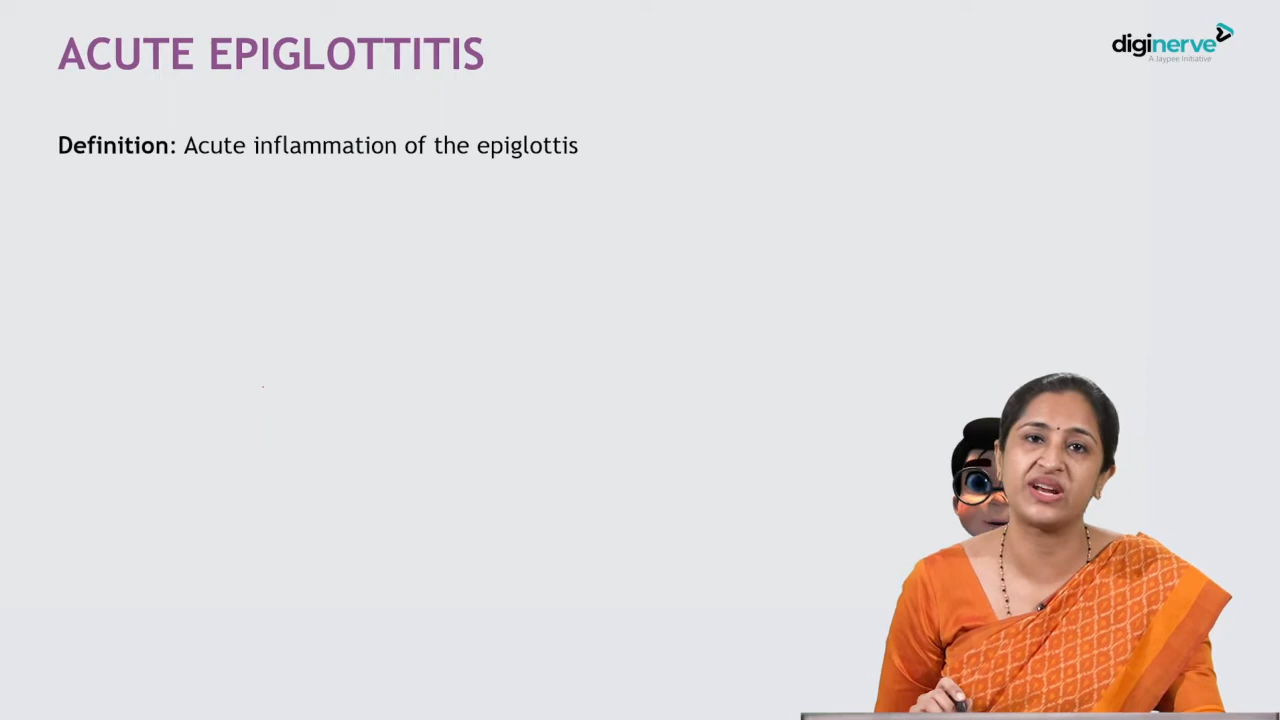 ACUTE EPIGLOTTITIS
diginerve
A Jaypee Initiative
Definition: Acute inflammation of the epiglottis